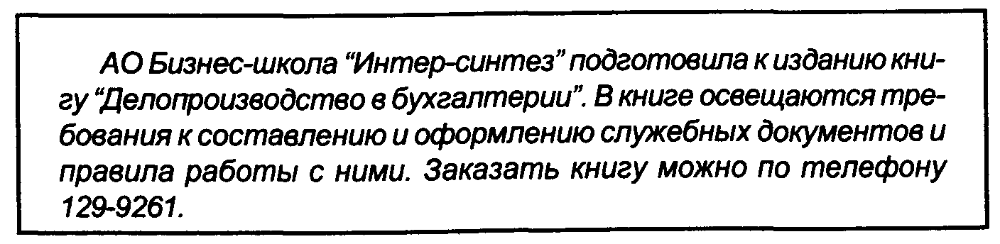 АО Бизнес-школа “Интер-синтез” подготовила к изданию кни-
гу “Делопроизводство в бухгалтерии”. В книге освещаются тре-
бования к составлению и оформлению служебных документов и
правила работы с ними. Заказать книгу можно по телефону
129-9261.